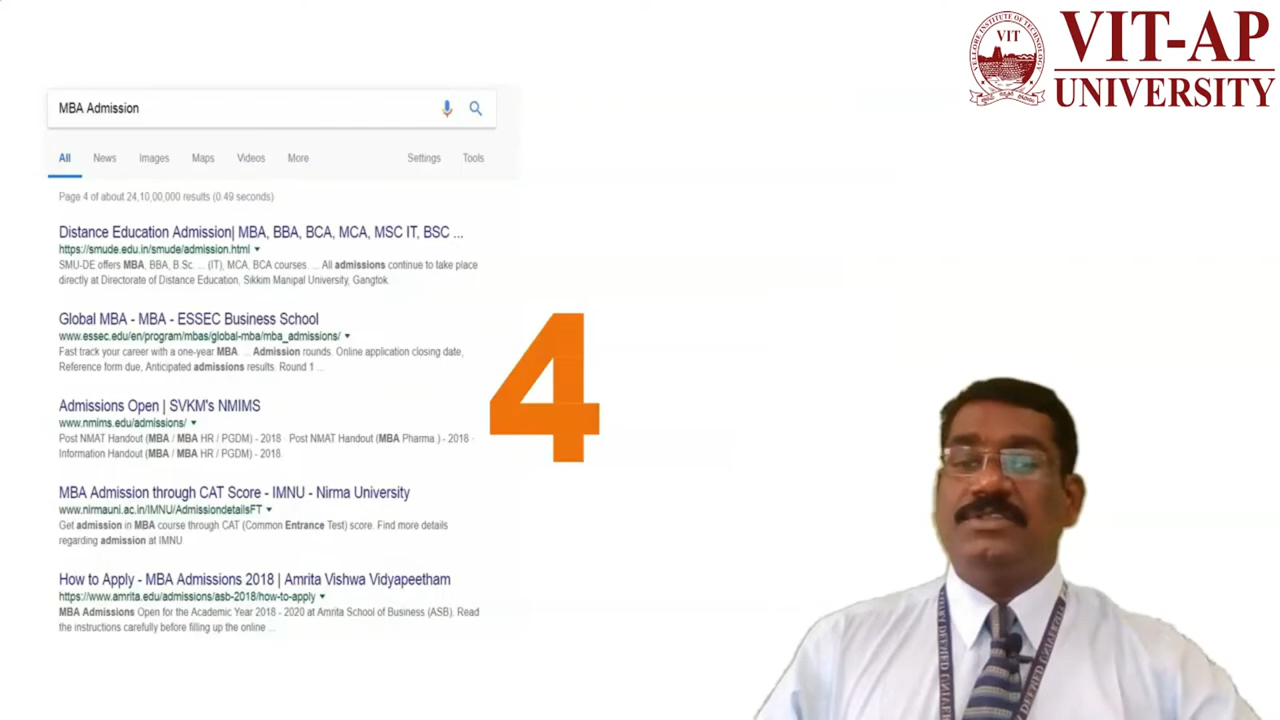 VIT-AP
UNIVERSITY
VELLORE INSTITUTE OF TECHNOLOGY
VIT
MBA Admission
All News Images Maps Videos More Settings Tools
Page 4 of about 24,10,00,000 results (0.49 seconds)
Distance Education Admission| MBA, BBA, BCA, MCA, MSC IT, BSC ...
https://smude.edu.in/smude/admission.html
SMU-DE offers MBA, BBA, B.Sc. ... (IT), MCA, BCA courses. ... All admissions continue to take place
directly at Directorate of Distance Education, Sikkim Manipal University, Gangtok.
Global MBA - MBA - ESSEC Business School
www.essec.edu/en/program/mbas/global-mba/mba_admissions/
Fast track your career with a one-year MBA. ... Admission rounds. Online application closing date,
Reference form due, Anticipated admissions results. Round 1 ...
Admissions Open | SVKM's NMIMS
www.nmims.edu/admissions/
Post NMAT Handout (MBA / MBA HR / PGDM) - 2018 · Post NMAT Handout (MBA Pharma ) - 2018 ·
Information Handout (MBA / MBA HR / PGDM) - 2018.
MBA Admission through CAT Score - IMNU - Nirma University
www.nirmauni.ac.in/IMNU/AdmissiondetailsFT
Get admission in MBA course through CAT (Common Entrance Test) score. Find more details
regarding admission at IMNU.
How to Apply - MBA Admissions 2018 | Amrita Vishwa Vidyapeetham
https://www.amrita.edu/admissions/asb-2018/how-to-apply
MBA Admissions Open for the Academic Year 2018 - 2020 at Amrita School of Business (ASB). Read
the instructions carefully before filling up the online ...
4